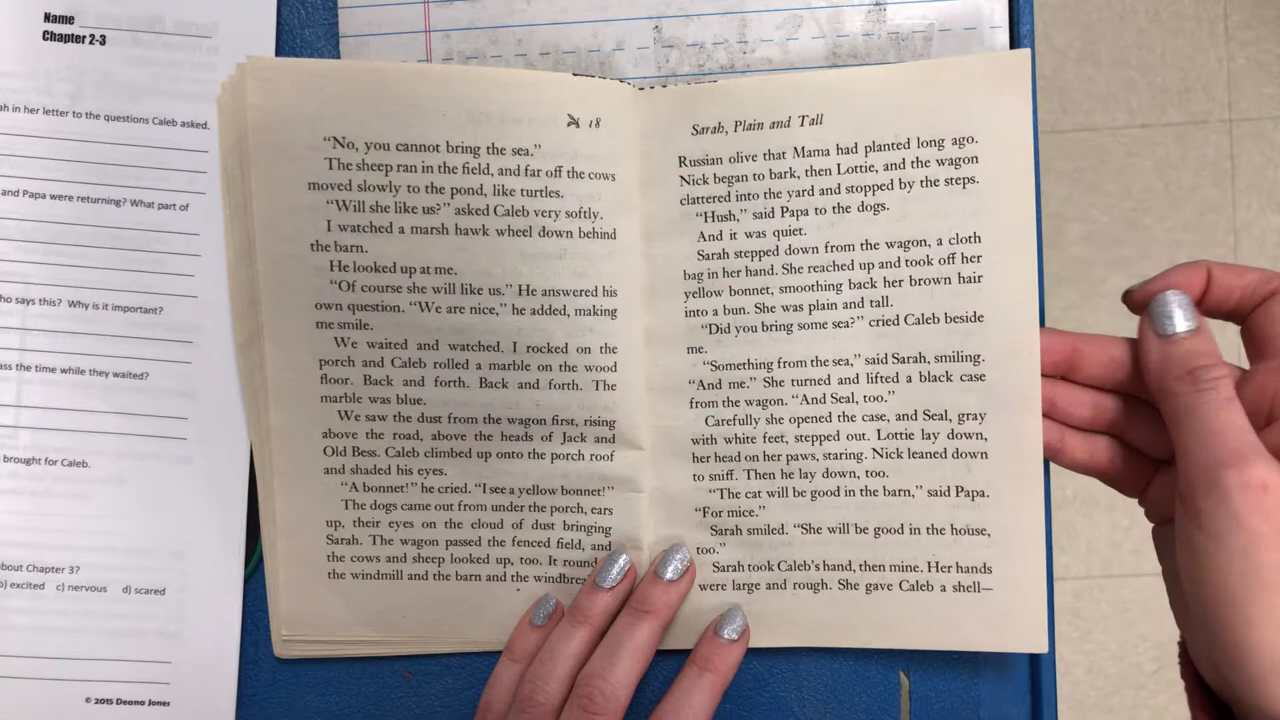 Name
Chapter 2-3
ah in her letter to the questions Caleb asked.
and Papa were returning? What part of
ho says this? Why is it important?
ass the time while they waited?
brought for Caleb.
bout Chapter 3?
b) excited c) nervous d) scared
© 2015 Deana Jones
18
“No, you cannot bring the sea.”
The sheep ran in the field, and far off the cows
moved slowly to the pond, like turtles.
“Will she like us?” asked Caleb very softly.
I watched a marsh hawk wheel down behind
the barn.
He looked up at me.
“Of course she will like us.” He answered his
own question. “We are nice,” he added, making
me smile.
We waited and watched. I rocked on the
porch and Caleb rolled a marble on the wood
floor. Back and forth. Back and forth. The
marble was blue.
We saw the dust from the wagon first, rising
above the road, above the heads of Jack and
Old Bess. Caleb climbed up onto the porch roof
and shaded his eyes.
“A bonnet!” he cried. “I see a yellow bonnet!”
The dogs came out from under the porch, ears
up, their eyes on the cloud of dust bringing
Sarah. The wagon passed the fenced field, and
the cows and sheep looked up, too. It round
the windmill and the barn and the windbrea
Sarah, Plain and Tall
Russian olive that Mama had planted long ago.
Nick began to bark, then Lottie, and the wagon
clattered into the yard and stopped by the steps.
“Hush,” said Papa to the dogs.
And it was quiet.
Sarah stepped down from the wagon, a cloth
bag in her hand. She reached up and took off her
yellow bonnet, smoothing back her brown hair
into a bun. She was plain and tall.
“Did you bring some sea?” cried Caleb beside
me.
“Something from the sea,” said Sarah, smiling.
“And me.” She turned and lifted a black case
from the wagon. “And Seal, too.”
Carefully she opened the case, and Seal, gray
with white feet, stepped out. Lottie lay down,
her head on her paws, staring. Nick leaned down
to sniff. Then he lay down, too.
“The cat will be good in the barn,” said Papa.
“For mice.”
Sarah smiled. “She will be good in the house,
too.”
Sarah took Caleb’s hand, then mine. Her hands
were large and rough. She gave Caleb a shell—